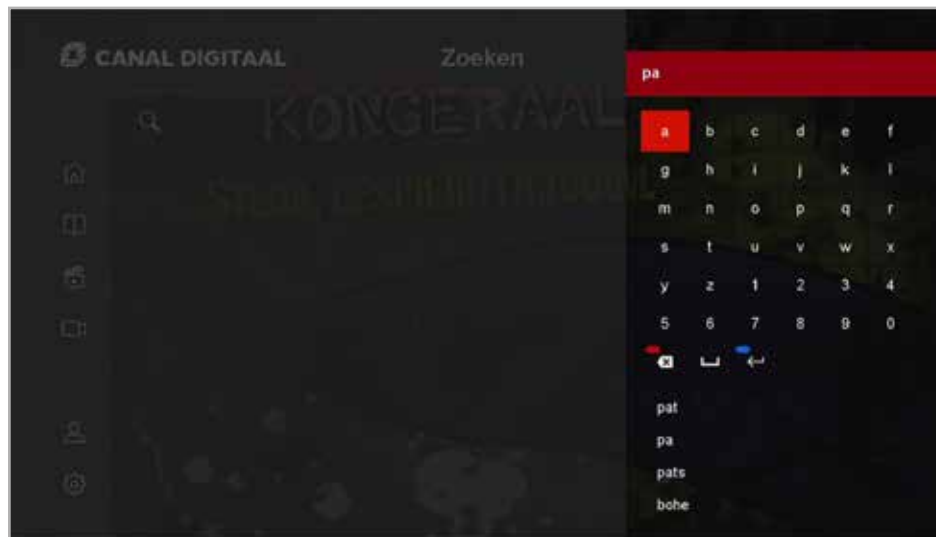 CANAL DIGITAAL
Zoeken
pa
KONGERAAL
a b c d e f
g h i j k l
m n o p q r
s t u v w x
y z 1 2 3 4
5 6 7 8 9 0
pat
pa
pats
bohe